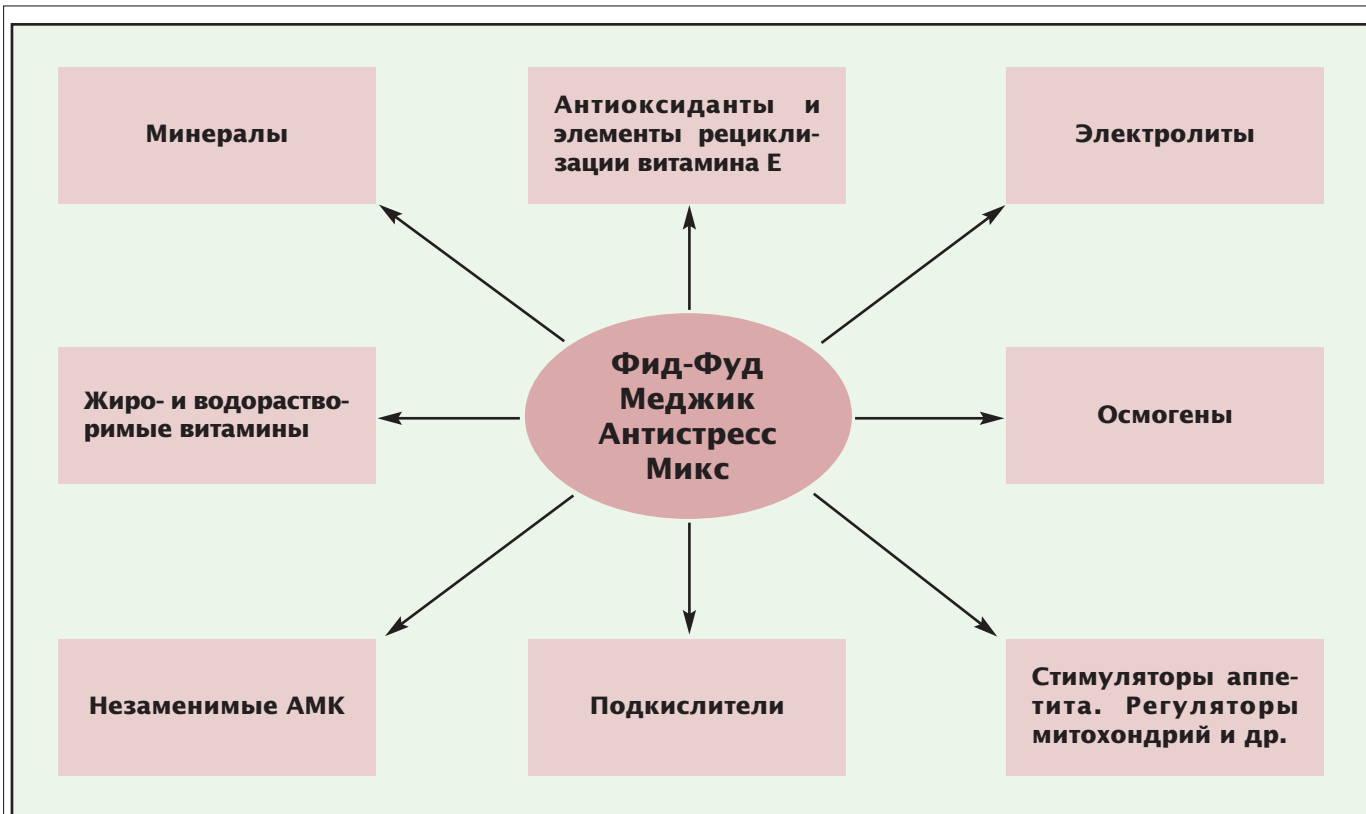 Минералы
Антиоксиданты и
элементы рецикли-
зации витамина Е
Электролиты
Жиро- и водораство-
римые витамины
Фид-Фуд
Меджик
Антистресс
Микс
Осмогены
Незаменимые АМК
Подкислители
Стимуляторы аппе-
тита. Регуляторы
митохондрий и др.